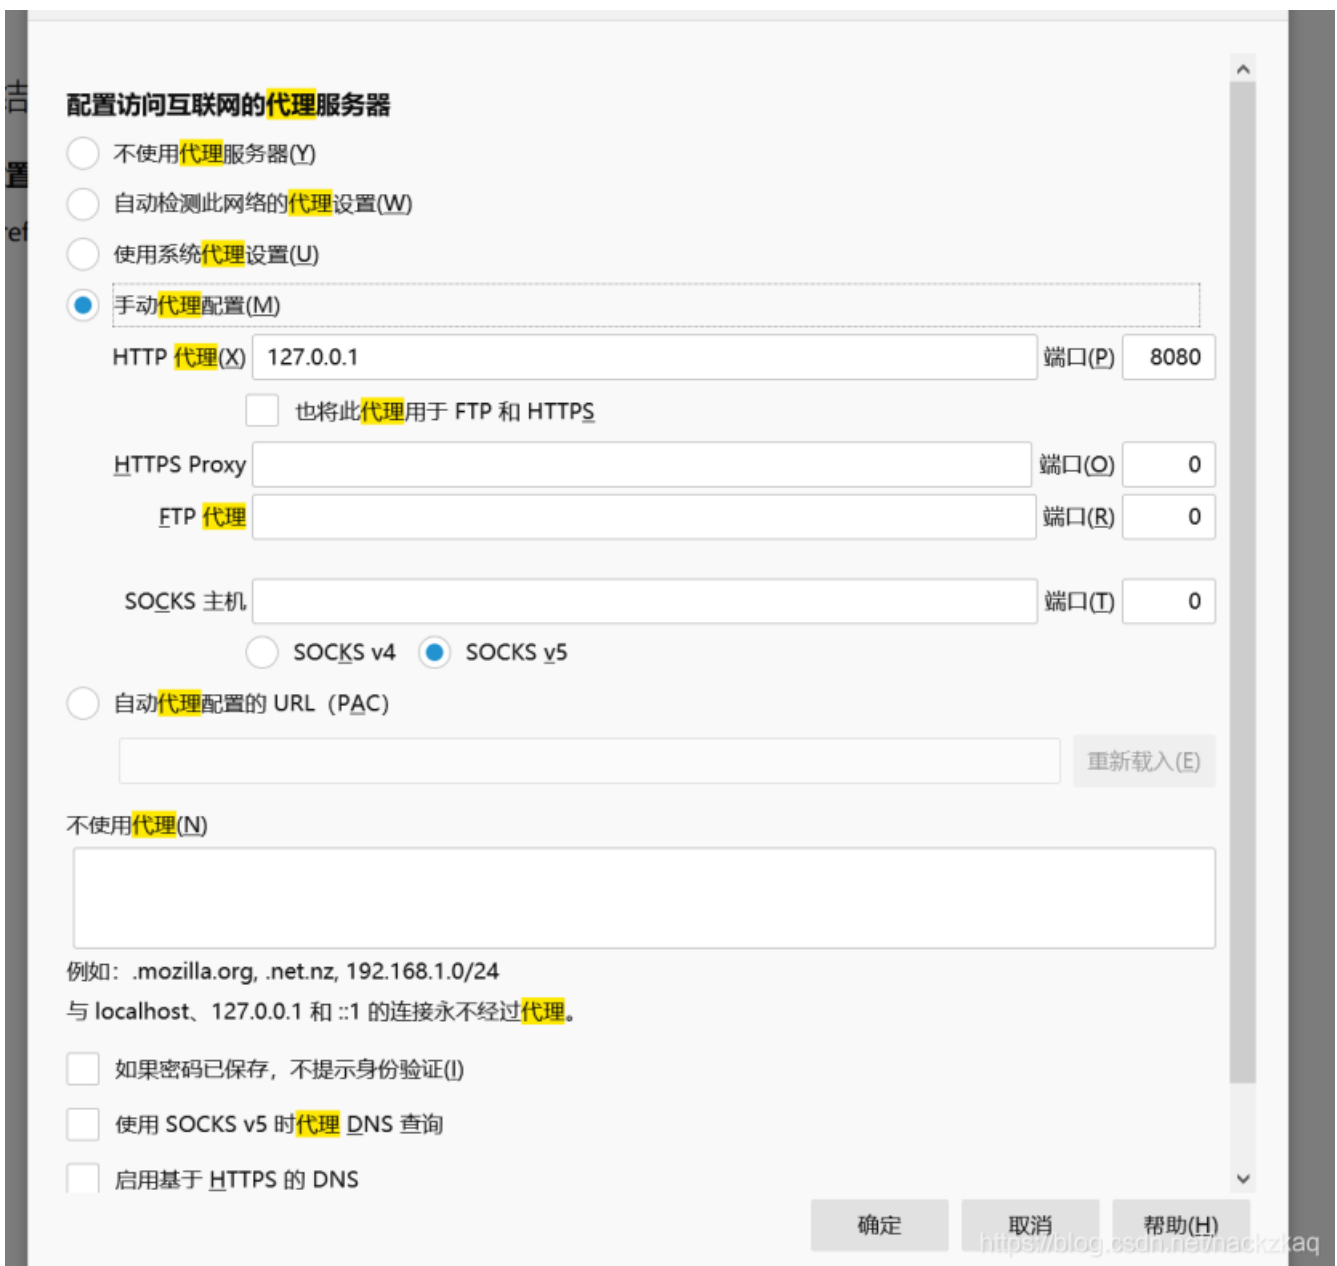 洁
配置访问互联网的代理服务器
不使用代理服务器(Y)
置
自动检测此网络的代理设置(W)
ref
使用系统代理设置(U)
手动代理配置(M)
HTTP 代理(X) 127.0.0.1 端口(P) 8080
也将此代理用于 FTP 和 HTTPS
HTTPS Proxy 端口(O) 0
FTP 代理 端口(R) 0
SOCKS 主机 端口(T) 0
SOCKS v4 SOCKS v5
自动代理配置的 URL（PAC）
重新载入(E)
不使用代理(N)
例如：.mozilla.org, .net.nz, 192.168.1.0/24
与 localhost、127.0.0.1 和 ::1 的连接永不经过代理。
如果密码已保存，不提示身份验证(I)
使用 SOCKS v5 时代理 DNS 查询
启用基于 HTTPS 的 DNS
确定 取消 帮助(H)
https://blog.csdn.net/hackzkaq